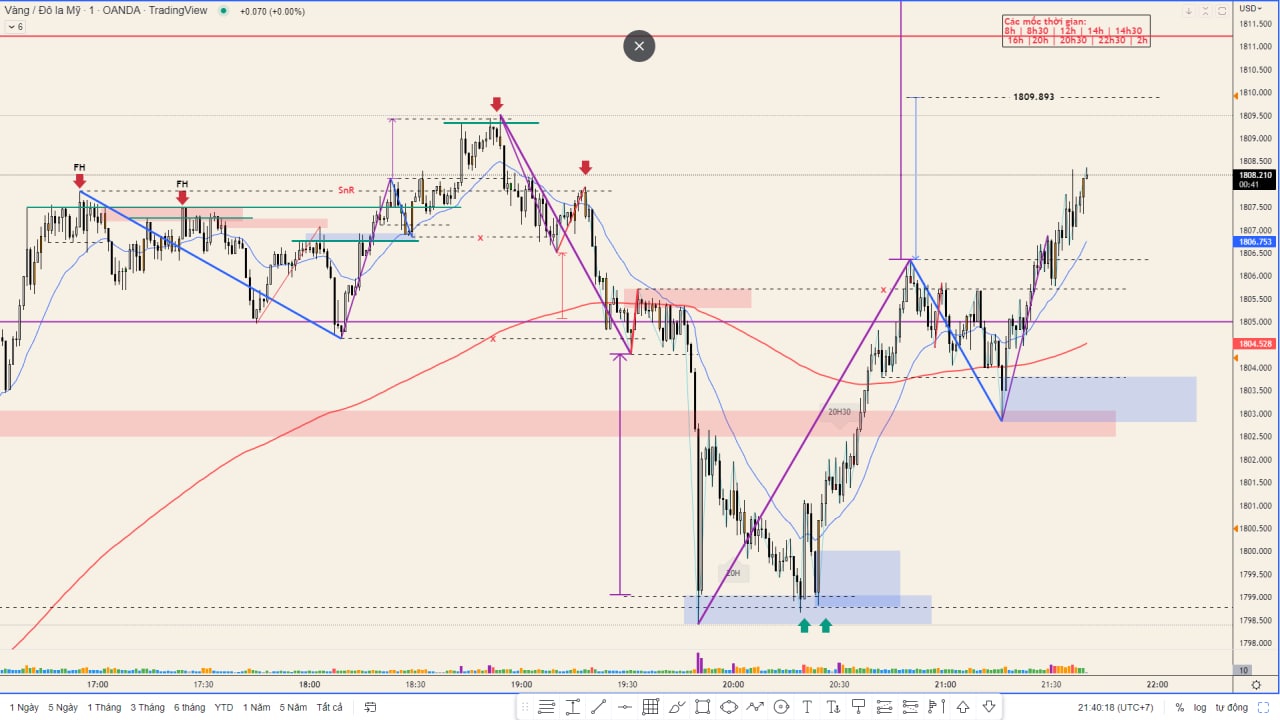 Vàng / Đô la Mỹ · 1 · OANDA · TradingView +0.070 (+0.00%)
6
USD
Các mốc thời gian:
8h | 8h30 | 12h | 14h | 14h30
16h |20h | 20h30 | 22h30 | 2h
1811.500
1811.000
1810.500
1810.000
1809.500
1809.000
1808.500
1808.210
00:41
1807.500
1807.000
1806.753
1806.500
1806.000
1805.500
1805.000
1804.528
1804.000
1803.500
1803.000
1802.500
1802.000
1801.500
1801.000
1800.500
1800.000
1799.500
1799.000
1798.500
1798.000
10
1809.893
FH
FH
SnR
x
x
x
20H30
20H
17:00 17:30 18:00 18:30 19:00 19:30 20:00 20:30 21:00 21:30 22:00
1 Ngày 5 Ngày 1 Tháng 3 Tháng 6 tháng YTD 1 Năm 5 Năm Tất cả
21:40:18 (UTC+7) % log tự động